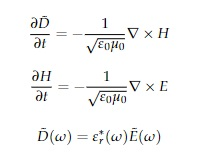 ∂D̃/∂t = −1/√(ε₀μ₀) ∇ × H
∂H/∂t = −1/√(ε₀μ₀) ∇ × E
D̃(ω) = ε*ᵣ(ω)Ẽ(ω)